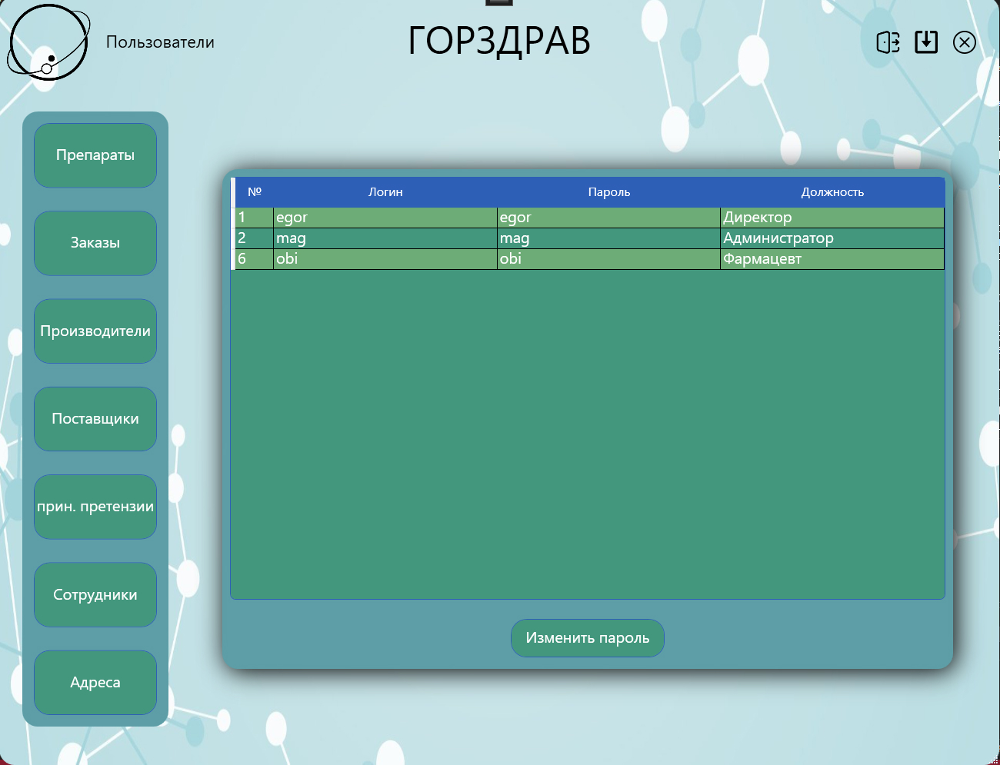 Пользователи
ГОРЗДРАВ
Препараты
Заказы
Производители
Поставщики
прин. претензии
Сотрудники
Адреса
№ Логин Пароль Должность
1 egor egor Директор
2 mag mag Администратор
6 obi obi Фармацевт
Изменить пароль